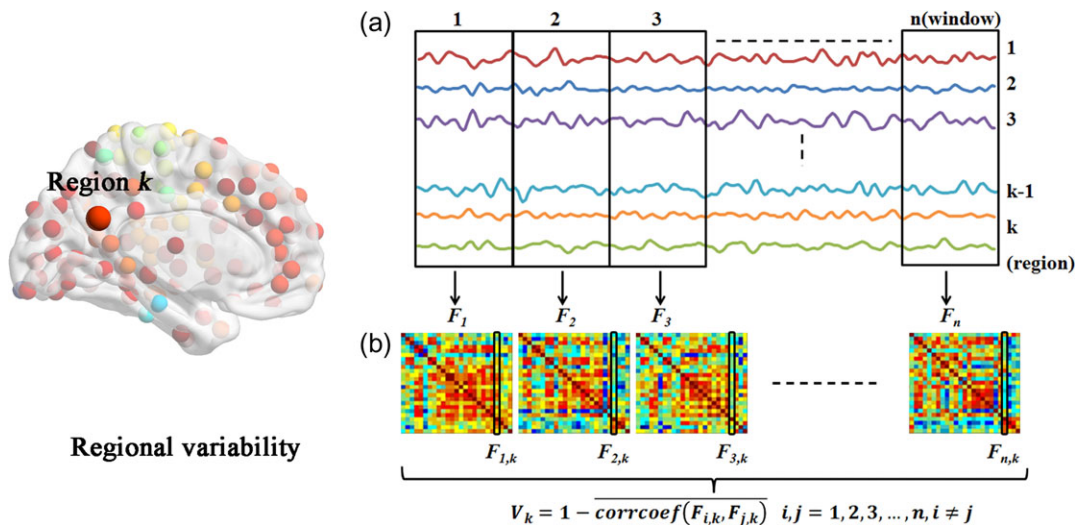 Region k
Regional variability
(a)
1 2 3 n(window)
1
2
3
k-1
k
(region)
F₁ F₂ F₃ Fₙ
(b)
F₁,ₖ F₂,ₖ F₃,ₖ Fₙ,ₖ
Vₖ = 1 − \overline{corrcoef(Fᵢ,ₖ, Fⱼ,ₖ)} i,j = 1,2,3, …, n, i ≠ j